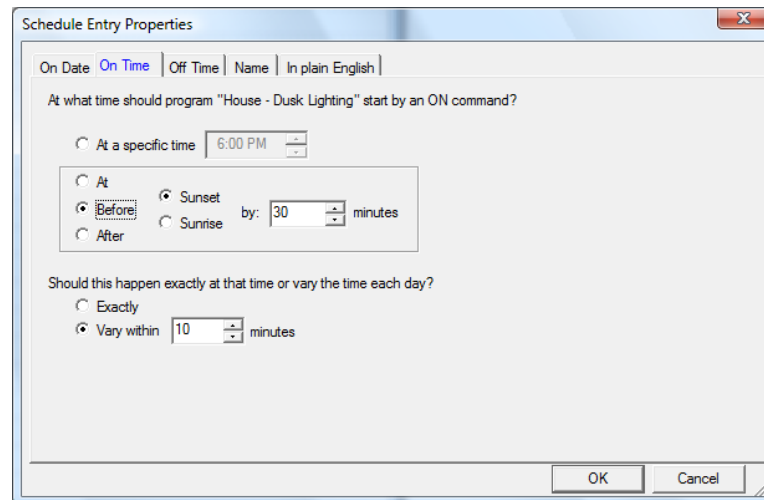 Schedule Entry Properties
X
On Date On Time Off Time Name In plain English
At what time should program "House - Dusk Lighting" start by an ON command?
At a specific time 6:00 PM
At
Before Sunset by: 30 minutes
After Sunrise
Should this happen exactly at that time or vary the time each day?
Exactly
Vary within 10 minutes
OK Cancel